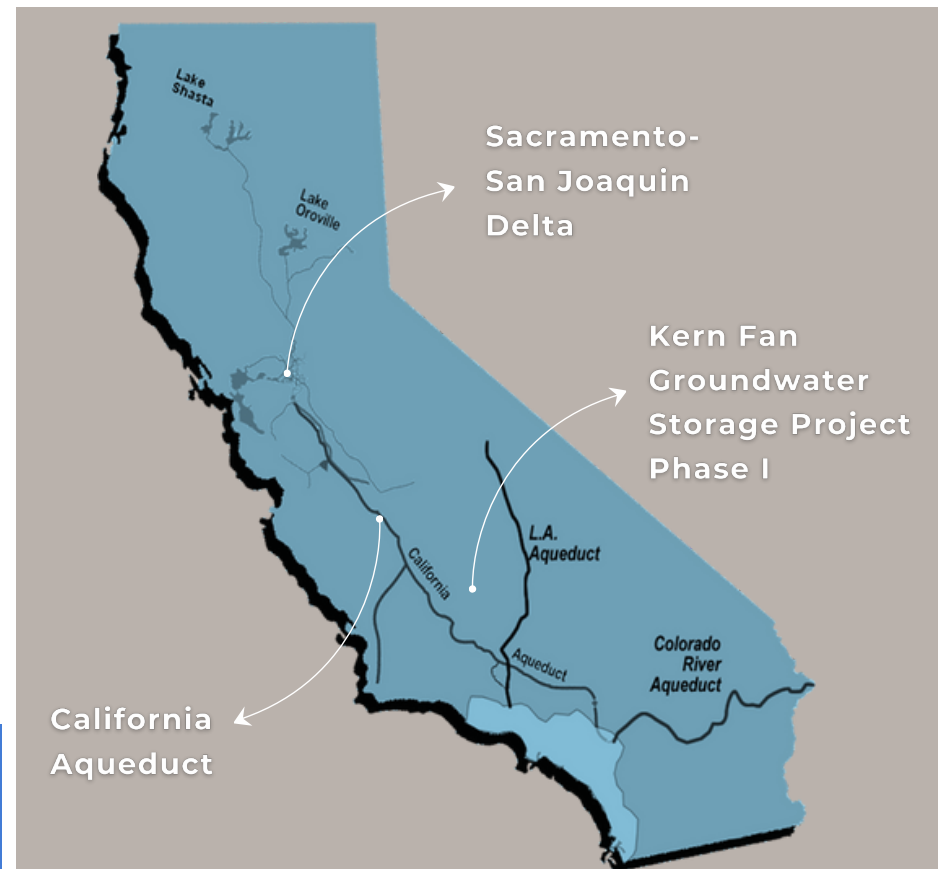 Lake
Shasta
Sacramento-
San Joaquin
Delta
Lake
Oroville
Kern Fan
Groundwater
Storage Project
Phase I
L.A.
Aqueduct
California
Aqueduct
Colorado
River
Aqueduct
California
Aqueduct